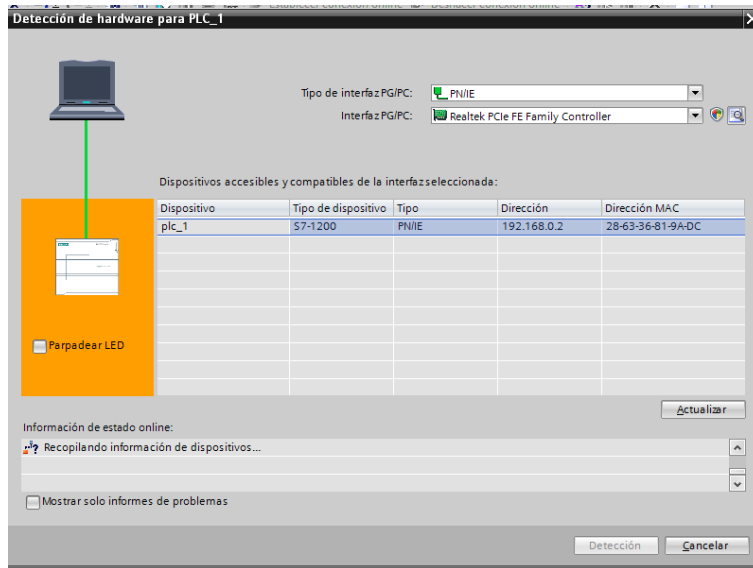 Detección de hardware para PLC_1
Tipo de interfaz PG/PC: PN/IE
Interfaz PG/PC: Realtek PCIe FE Family Controller
Dispositivos accesibles y compatibles de la interfaz seleccionada:
Dispositivo Tipo de dispositivo Tipo Dirección Dirección MAC
plc_1 S7-1200 PN/IE 192.168.0.2 28-63-36-81-9A-DC
Parpadear LED
Actualizar
Información de estado online:
Recopilando información de dispositivos...
Mostrar solo informes de problemas
Detección Cancelar